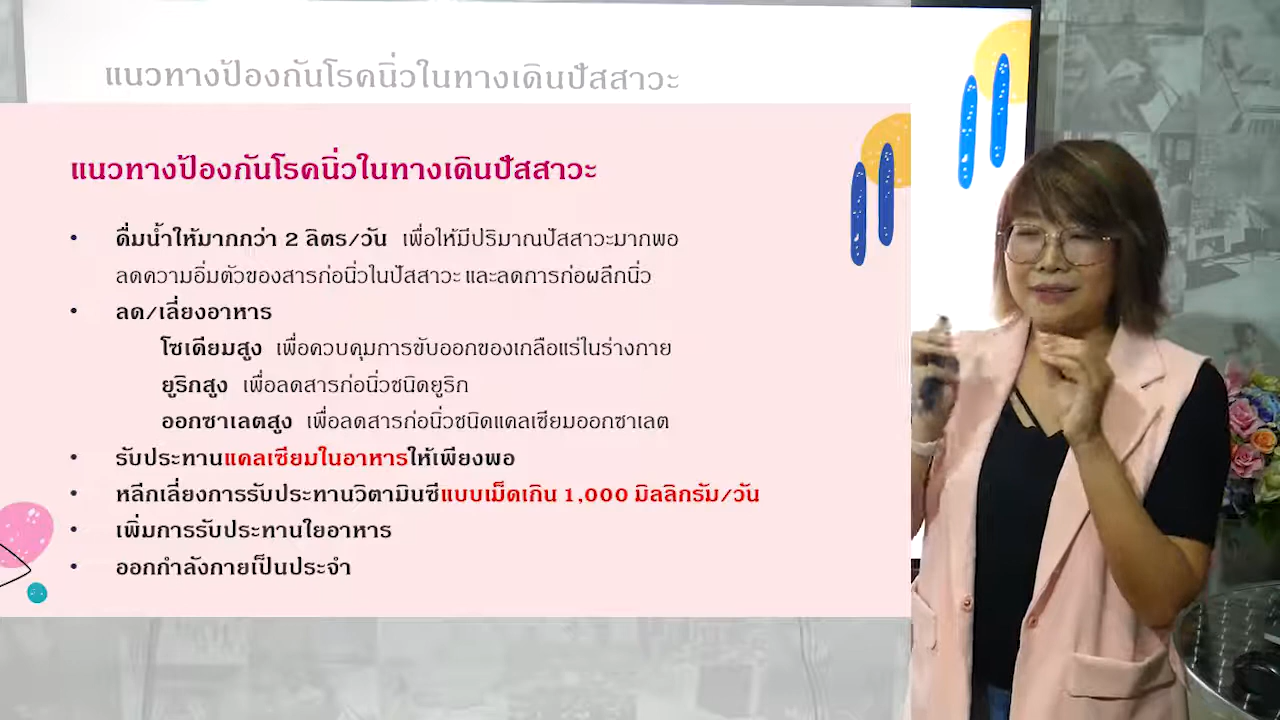 แนวทางป้องกันโรคนิ่วในทางเดินปัสสาวะ
แนวทางป้องกันโรคนิ่วในทางเดินปัสสาวะ
• ดื่มน้ำให้มากกว่า 2 ลิตร/วัน เพื่อให้มีปริมาณปัสสาวะมากพอ
ลดความอิ่มตัวของสารก่อนิ่วในปัสสาวะ และลดการก่อผลึกนิ่ว
• ลด/เลี่ยงอาหาร
โซเดียมสูง เพื่อควบคุมการขับออกของเกลือแร่ในร่างกาย
ยูริกสูง เพื่อลดสารก่อนิ่วชนิดยูริก
ออกซาเลตสูง เพื่อลดสารก่อนิ่วชนิดแคลเซียมออกซาเลต
• รับประทานแคลเซียมในอาหารให้เพียงพอ
• หลีกเลี่ยงการรับประทานวิตามินซีแบบเม็ดเกิน 1,000 มิลลิกรัม/วัน
• เพิ่มการรับประทานใยอาหาร
• ออกกำลังกายเป็นประจำ